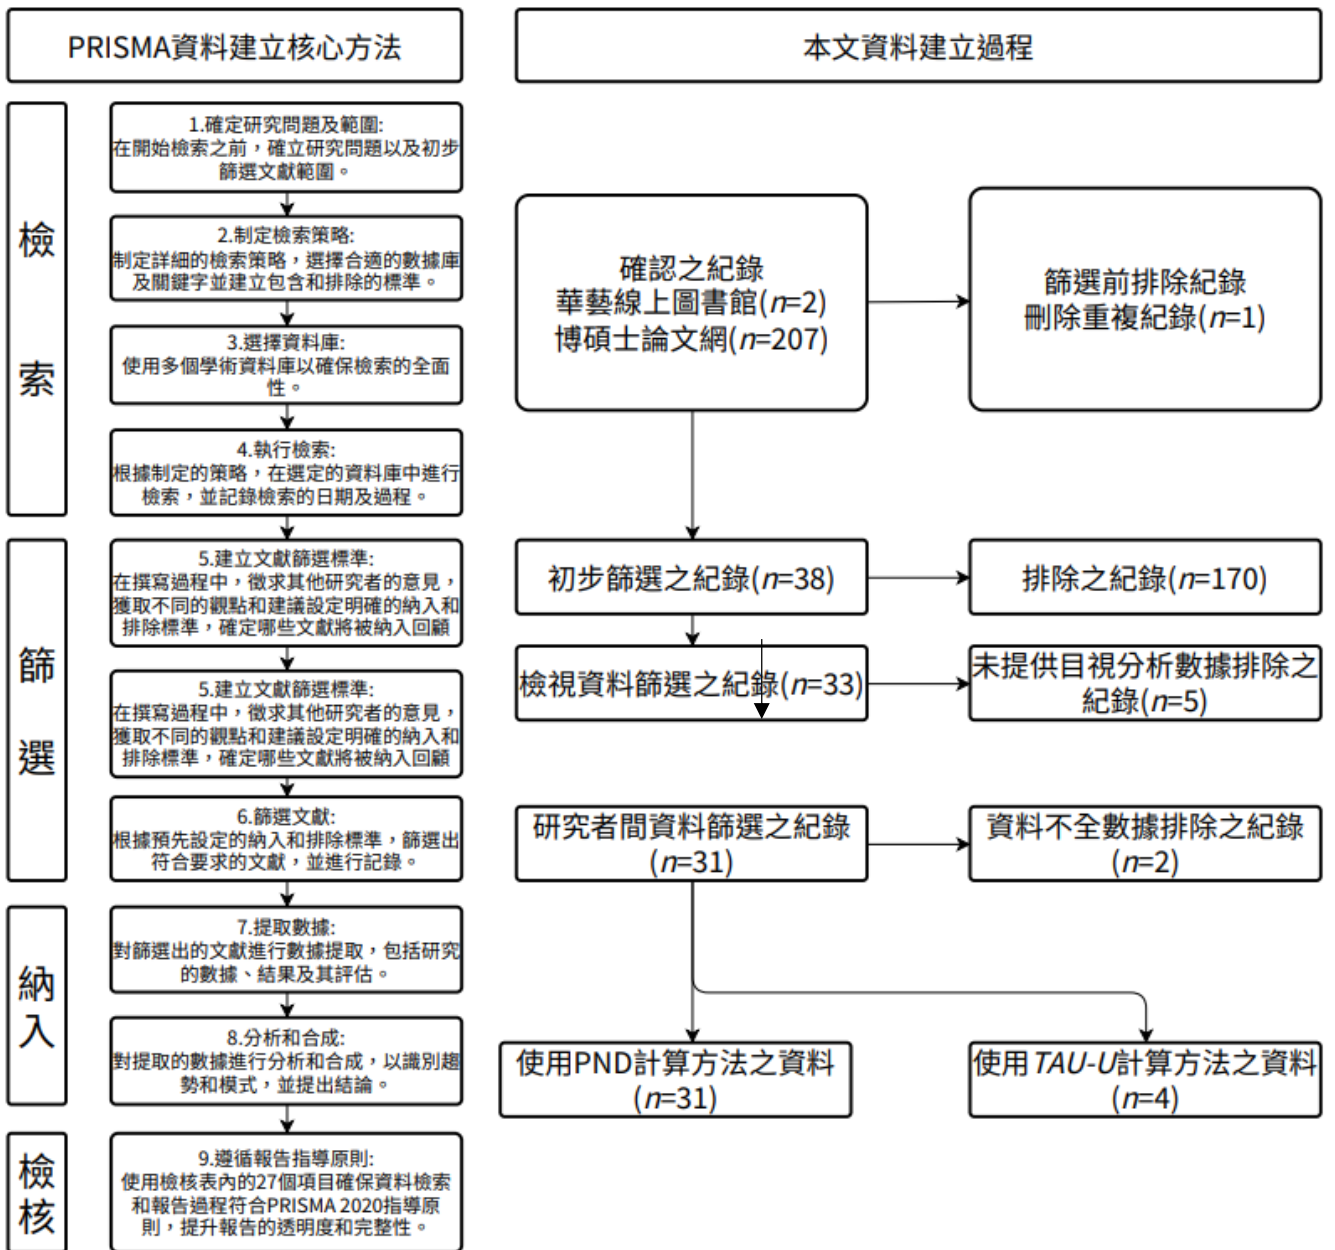 PRISMA資料建立核心方法
本文資料建立過程
檢
索
1.確定研究問題及範圍:
在開始檢索之前，確立研究問題以及初步
篩選文獻範圍。
2.制定檢索策略:
制定詳細的檢索策略，選擇合適的數據庫
及關鍵字並建立包含和排除的標準。
3.選擇資料庫:
使用多個學術資料庫以確保檢索的全面
性。
4.執行檢索:
根據制定的策略，在選定的資料庫中進行
檢索，並記錄檢索的日期及過程。
確認之紀錄
華藝線上圖書館(n=2)
博碩士論文網(n=207)
篩選前排除紀錄
刪除重複紀錄(n=1)
篩
選
5.建立文獻篩選標準:
在撰寫過程中，徵求其他研究者的意見，
獲取不同的觀點和建議設定明確的納入和
排除標準，確定哪些文獻將被納入回顧
5.建立文獻篩選標準:
在撰寫過程中，徵求其他研究者的意見，
獲取不同的觀點和建議設定明確的納入和
排除標準，確定哪些文獻將被納入回顧
6.篩選文獻:
根據預先設定的納入和排除標準，篩選出
符合要求的文獻，並進行記錄。
初步篩選之紀錄(n=38)
排除之紀錄(n=170)
檢視資料篩選之紀錄(n=33)
未提供目視分析數據排除之
紀錄(n=5)
研究者間資料篩選之紀錄
(n=31)
資料不全數據排除之紀錄
(n=2)
納
入
7.提取數據:
對篩選出的文獻進行數據提取，包括研究
的數據、結果及其評估。
8.分析和合成:
對提取的數據進行分析和合成，以識別趨
勢和模式，並提出結論。
使用PND計算方法之資料
(n=31)
使用TAU-U計算方法之資料
(n=4)
檢
核
9.遵循報告指導原則:
使用檢核表內的27個項目確保資料檢索
和報告過程符合PRISMA 2020指導原
則，提升報告的透明度和完整性。